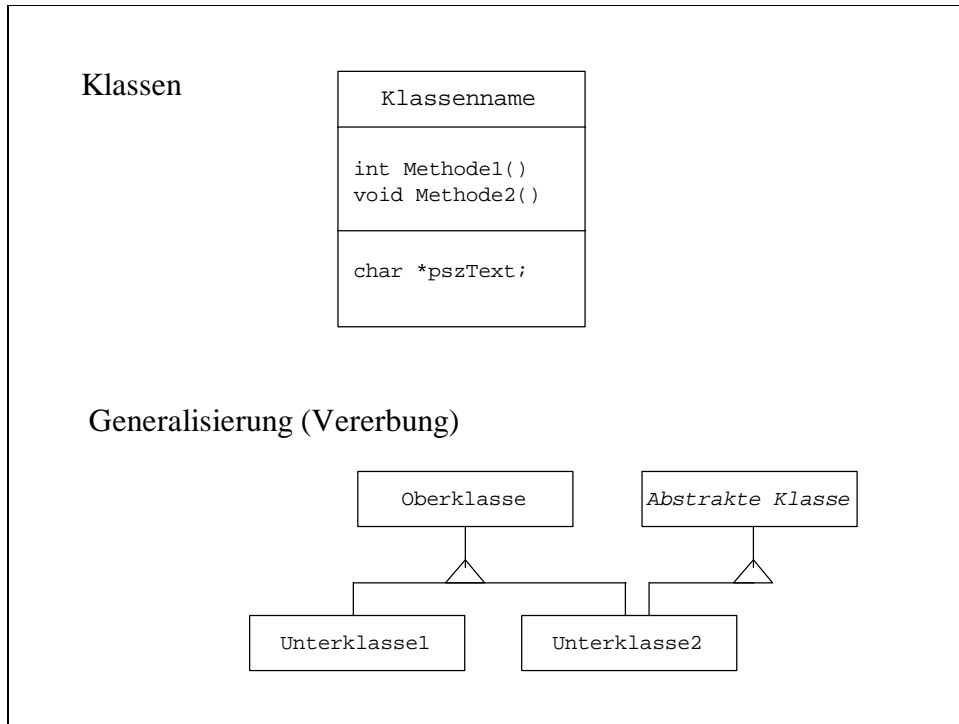 Klassen
Klassenname
int Methode1()
void Methode2()
char *pszText;
Generalisierung (Vererbung)
Oberklasse
Abstrakte Klasse
Unterklasse1
Unterklasse2